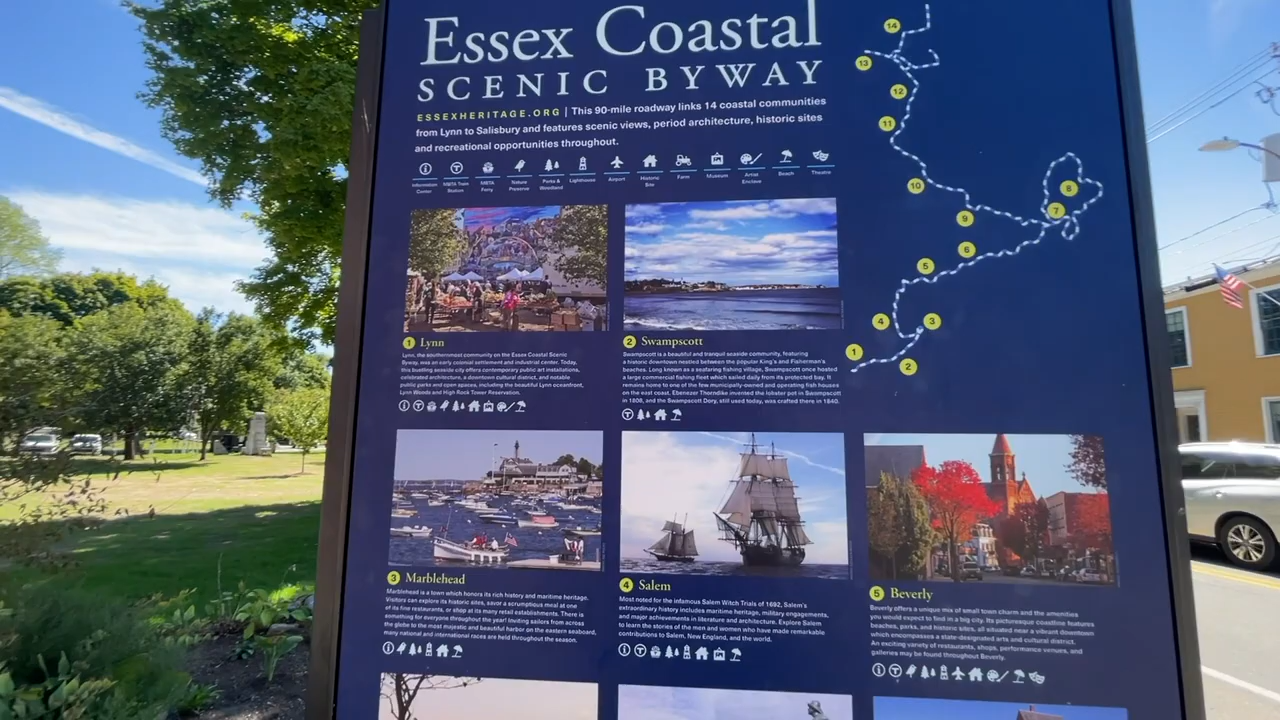 Essex Coastal
SCENIC BYWAY
ESSEXHERITAGE.ORG | This 90-mile roadway links 14 coastal communities
from Lynn to Salisbury and features scenic views, period architecture, historic sites
and recreational opportunities throughout.
Information Center
MBTA Train Station
MBTA Ferry
Nature Preserve
Parks & Woodland
Lighthouse
Airport
Historic Site
Farm
Museum
Artist Enclave
Beach
Theatre
14
13
12
11
10
9
8
7
6
5
4
3
1
2
1 Lynn
Lynn, the southernmost community on the Essex Coastal Scenic
Byway, was an early colonial settlement and industrial center. Today,
this bustling seaside city offers contemporary public art installations,
celebrated architecture, a downtown cultural district, and notable
public parks and open spaces, including the beautiful Lynn oceanfront,
Lynn Woods and High Rock Tower Reservation.
2 Swampscott
Swampscott is a beautiful and tranquil seaside community, featuring
a historic downtown nestled between the popular King's and Fisherman's
beaches. Long known as a seafaring fishing village, Swampscott once hosted
a large commercial fishing fleet which sailed daily from its protected bay. It
remains home to one of the few municipally-owned and operating fish houses
on the east coast. Ebenezer Thorndike invented the lobster pot in Swampscott
in 1808, and the Swampscott Dory, still used today, was crafted there in 1840.
3 Marblehead
Marblehead is a town which honors its rich history and maritime heritage.
Visitors can explore its historic sites, savor a scrumptious meal at one
of its fine restaurants, or shop at its many retail establishments. There is
something for everyone throughout the year! Inviting sailors from across
the globe to the most majestic and beautiful harbor on the eastern seaboard,
many national and international races are held throughout the season.
4 Salem
Most noted for the infamous Salem Witch Trials of 1692, Salem's
extraordinary history includes maritime heritage, military engagements,
and major achievements in literature and architecture. Explore Salem
to learn the stories of the men and women who have made remarkable
contributions to Salem, New England, and the world.
5 Beverly
Beverly offers a unique mix of small town charm and the amenities
you would expect to find in a big city. Its picturesque coastline features
beaches, parks, and historic sites, all situated near a vibrant downtown
which encompasses a state-designated arts and cultural district.
An exciting variety of restaurants, shops, performance venues, and
galleries may be found throughout Beverly.